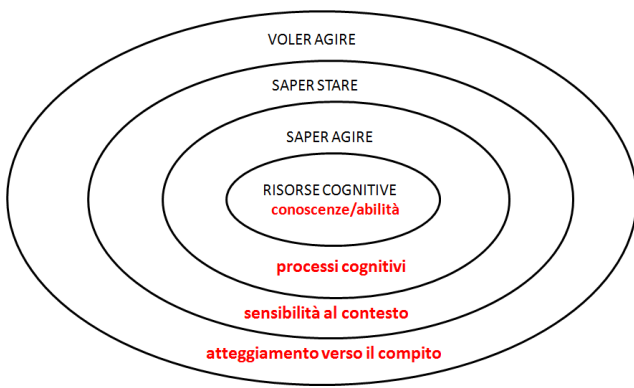 VOLER AGIRE
SAPER STARE
SAPER AGIRE
RISORSE COGNITIVE
conoscenze/abilità
processi cognitivi
sensibilità al contesto
atteggiamento verso il compito